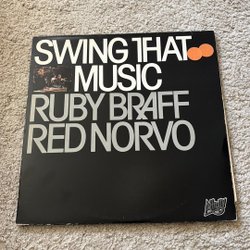 SWING THAT
MUSIC
RUBY BRAFF
RED NORVO